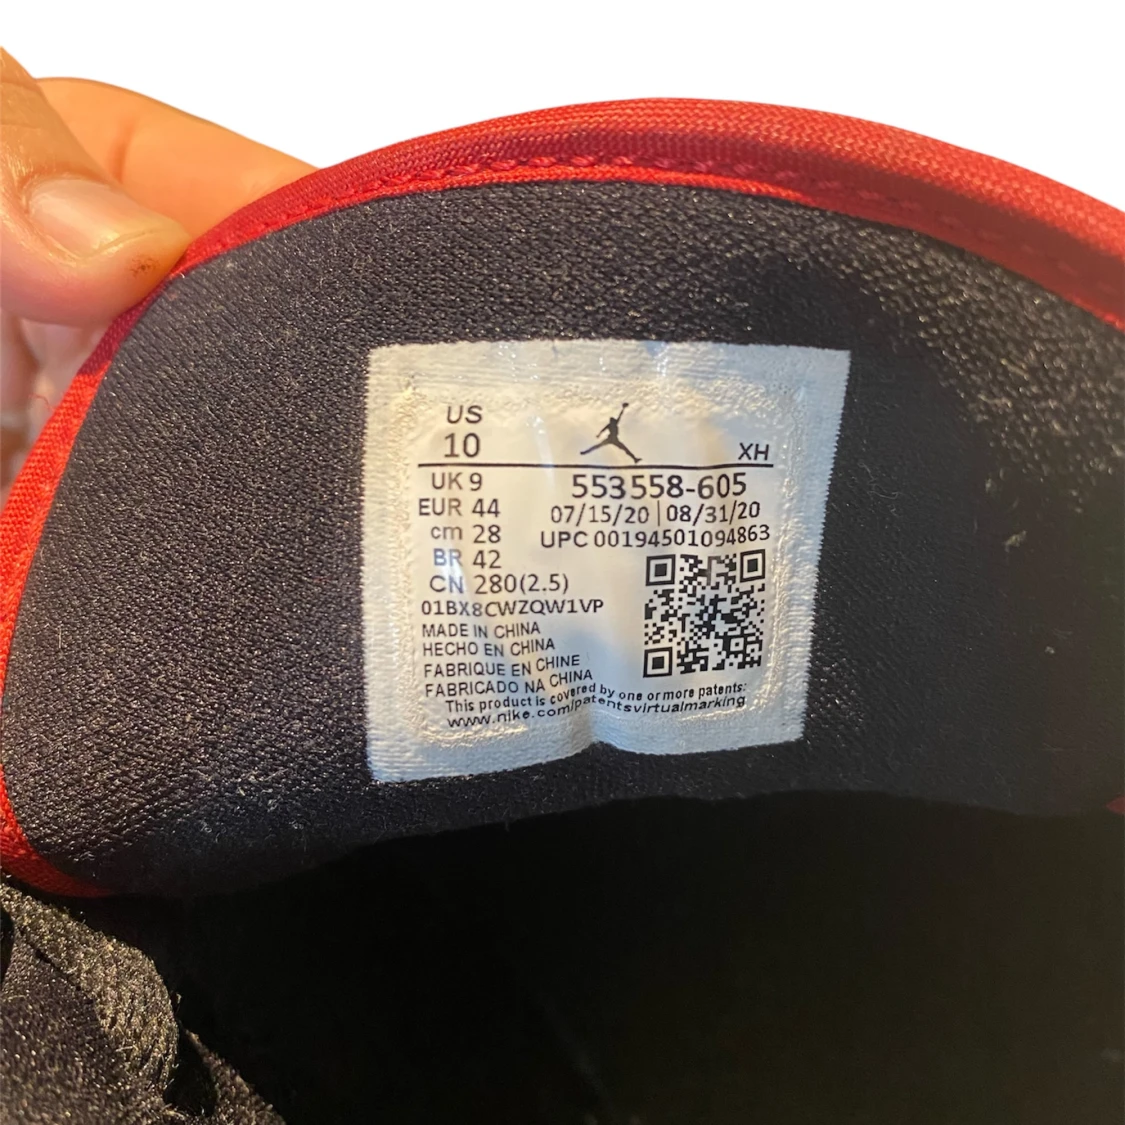 US
10
XH
UK 9
EUR 44
cm 28
BR 42
CN 280(2.5)
553558-605
07/15/20 | 08/31/20
UPC 00194501094863
01BX8CWZQW1VP
MADE IN CHINA
HECHO EN CHINA
FABRIQUE EN CHINE
FABRICADO NA CHINA
This product is covered by one or more patents:
www.nike.com/patentsvirtualmarking